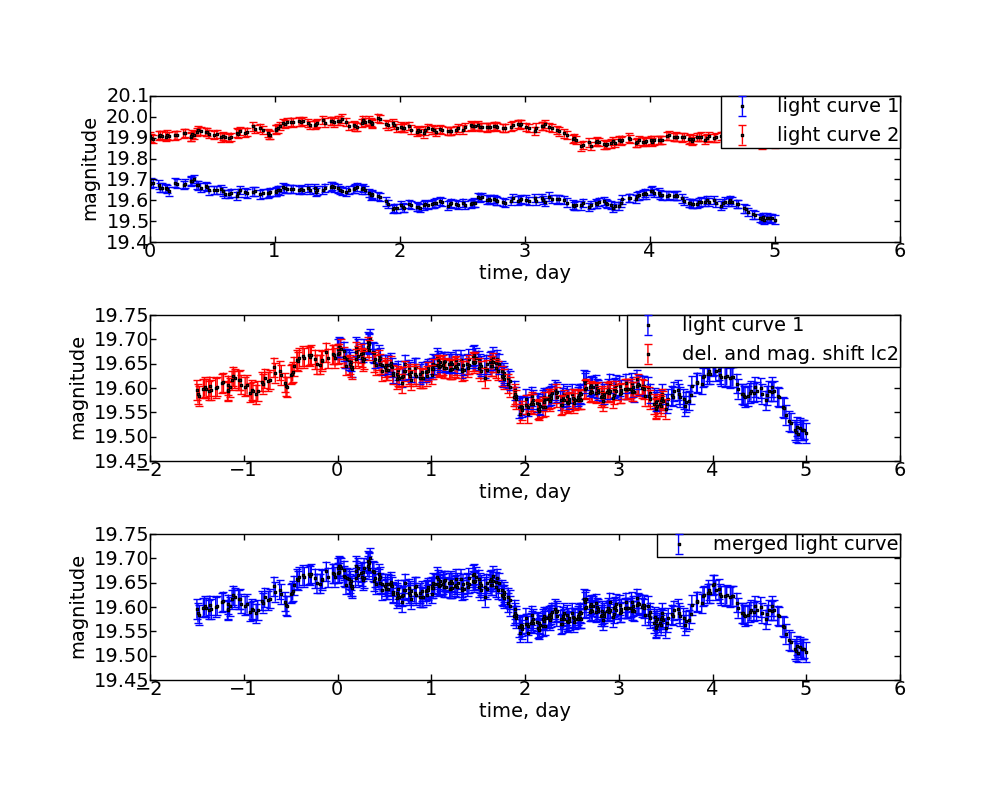 20.1
20.0
19.9
19.8
19.7
19.6
19.5
19.4
magnitude
light curve 1
light curve 2
0 1 2 3 4 5 6
time, day
19.75
19.70
19.65
19.60
19.55
19.50
19.45
magnitude
light curve 1
del. and mag. shift lc2
−2 −1 0 1 2 3 4 5 6
time, day
19.75
19.70
19.65
19.60
19.55
19.50
19.45
magnitude
merged light curve
−2 −1 0 1 2 3 4 5 6
time, day